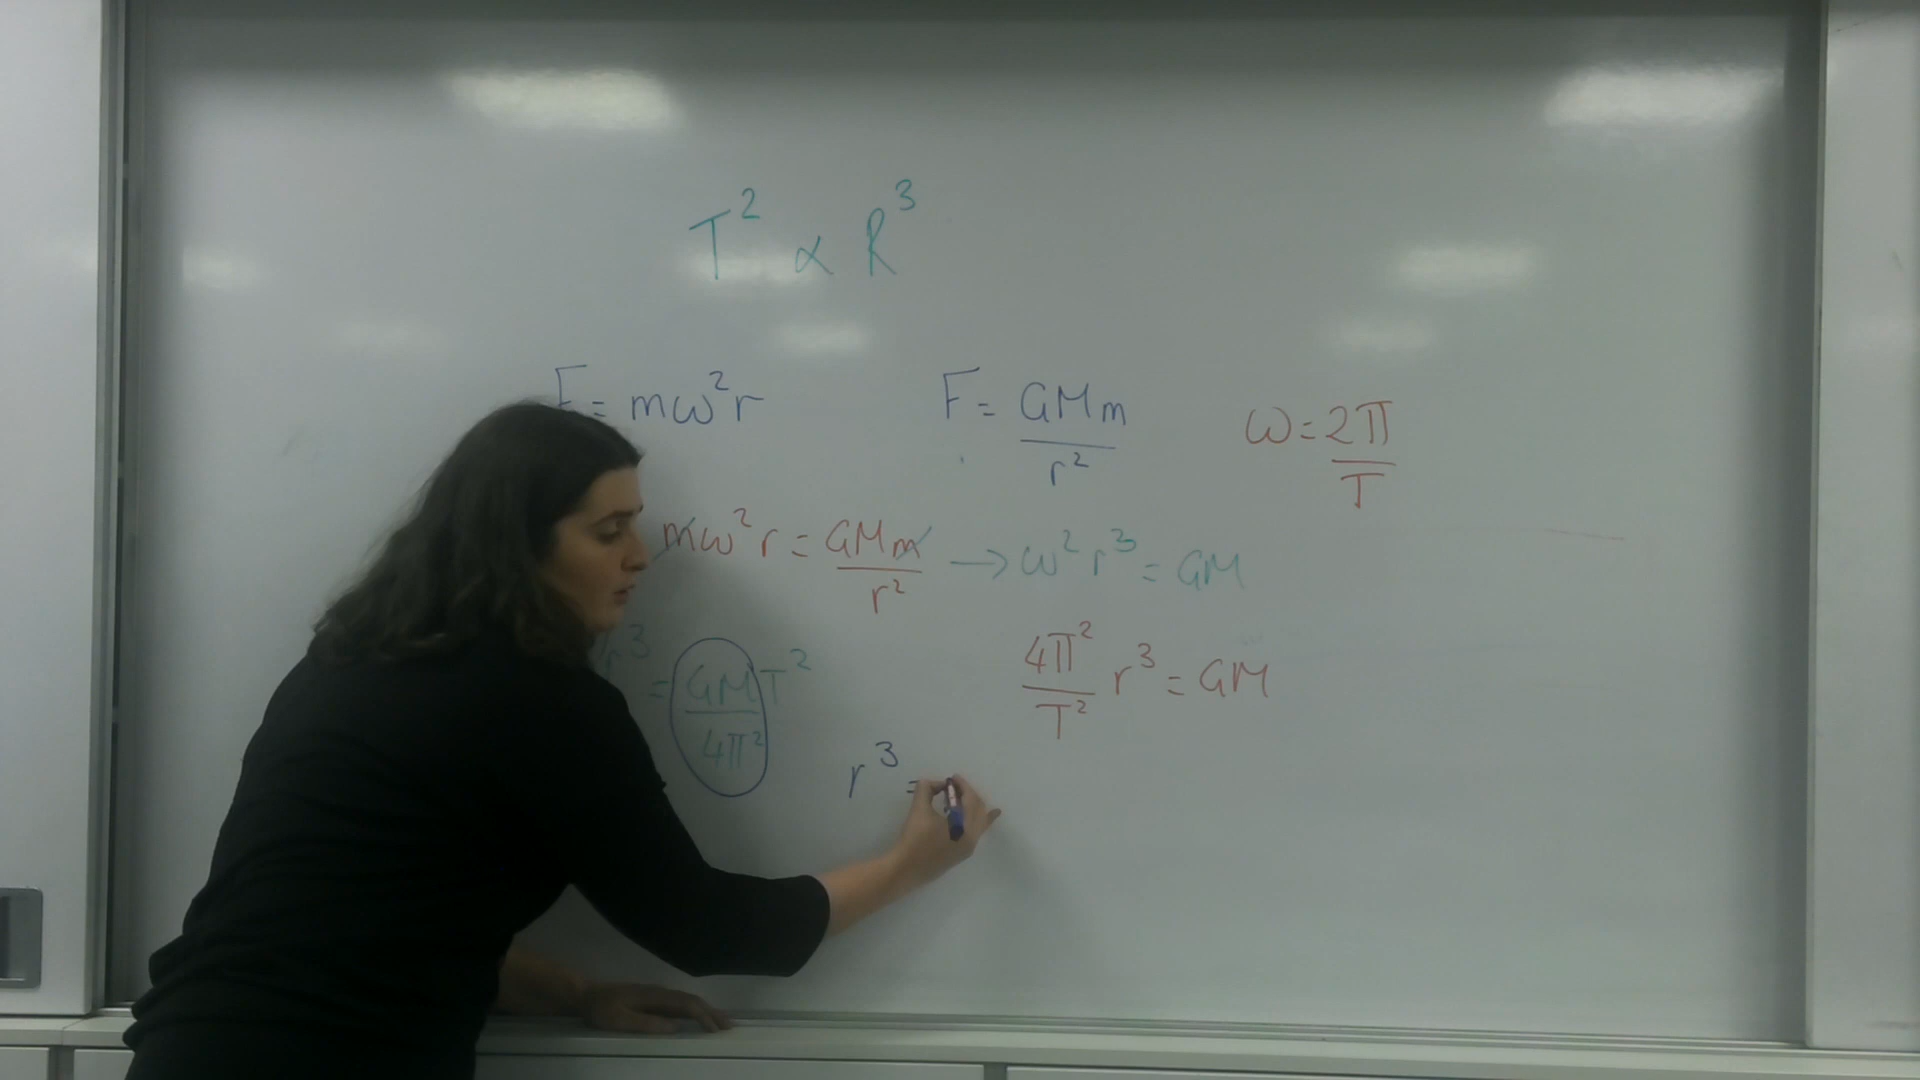 T² ∝ R³
F = mω²r F = GMm/r² ω = 2π/T
mω²r = GMm/r² → ω²r³ = GM
r³ = GM/4π² T² 4π²/T² r³ = GM
r³ =